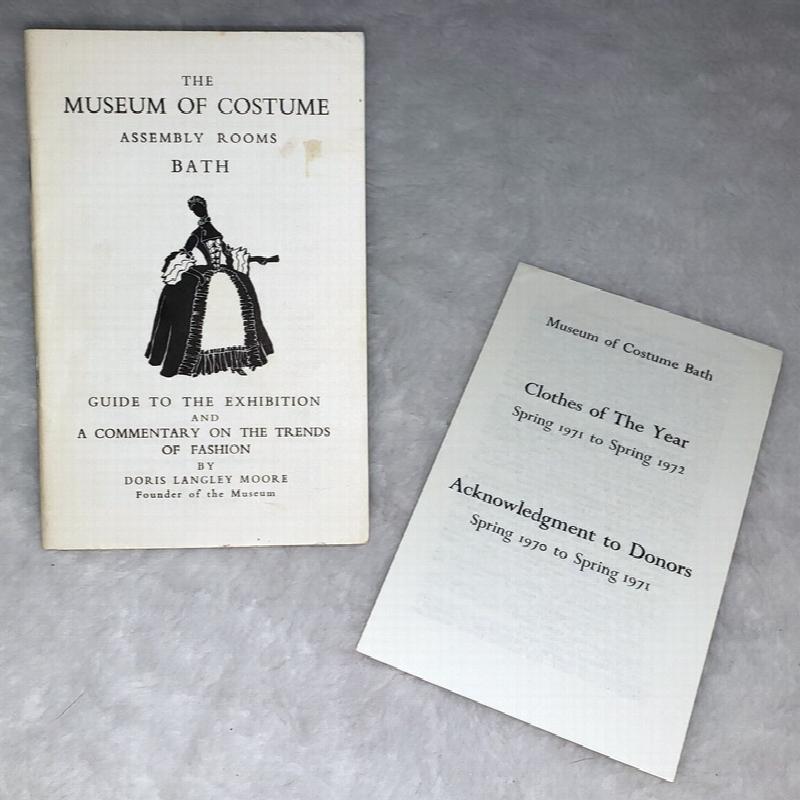 THE
MUSEUM OF COSTUME
ASSEMBLY ROOMS
BATH
GUIDE TO THE EXHIBITION
AND
A COMMENTARY ON THE TRENDS
OF FASHION
BY
DORIS LANGLEY MOORE
Founder of the Museum
Museum of Costume Bath
Clothes of The Year
Spring 1971 to Spring 1972
Acknowledgment to Donors
Spring 1970 to Spring 1971